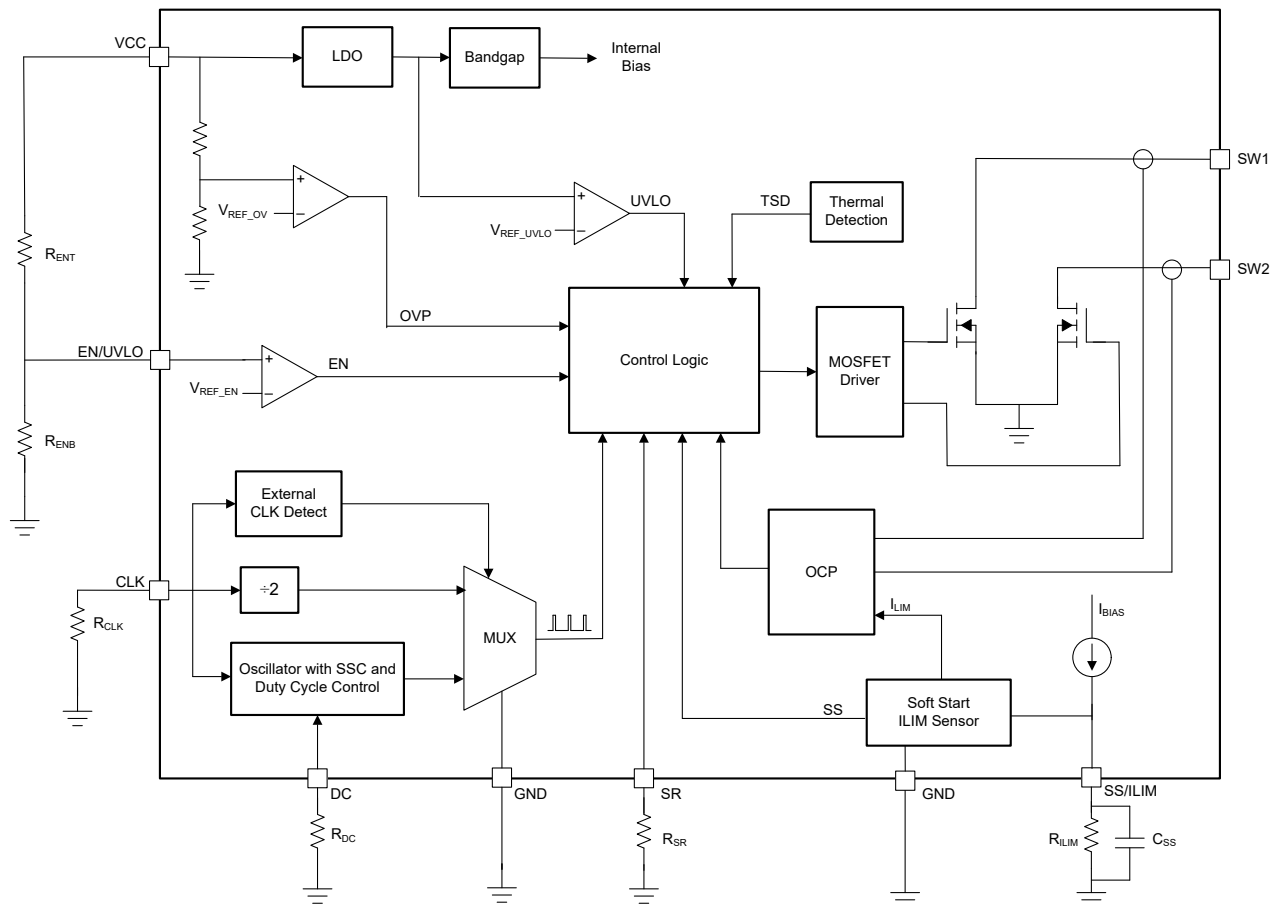 VCC
LDO
Bandgap
Internal
Bias
SW1
+
−
V_REF_OV
+
−
V_REF_UVLO
UVLO
TSD
Thermal
Detection
R_ENT
SW2
OVP
EN/UVLO
+
−
V_REF_EN
EN
Control Logic
MOSFET
Driver
R_ENB
External
CLK Detect
CLK
÷2
R_CLK
MUX
OCP
I_LIM
I_BIAS
Oscillator with SSC and
Duty Cycle Control
SS
Soft Start
ILIM Sensor
DC
GND
SR
GND
SS/ILIM
R_DC
R_SR
R_ILIM
C_SS